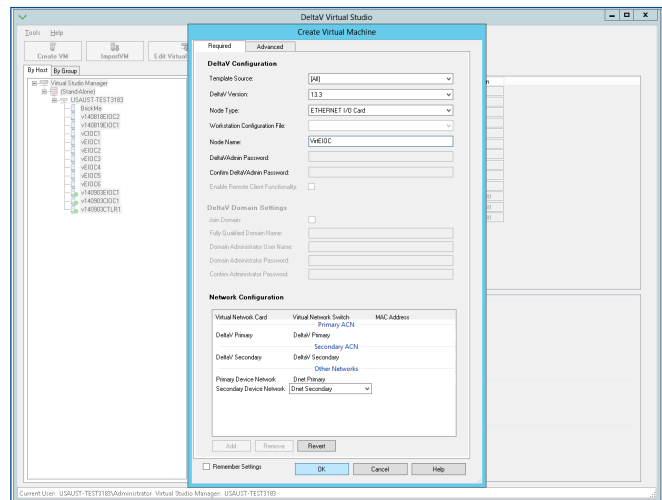 DeltaV Virtual Studio
Tools Help
Create VM
ImportVM
Edit Virtual
By Host
By Group
Virtual Studio Manager
(Stand-Alone)
USAUST-TEST3183
BrickMe
v140818EIOC2
v140819EIOC1
vCIOC1
vEIOC1
vEIOC2
vEIOC3
vEIOC4
vEIOC5
vEIOC6
v140903EIOC1
v140903CIOC1
v140903CTLR1
Create Virtual Machine
Required
Advanced
DeltaV Configuration
Template Source: [All]
DeltaV Version: 13.3
Node Type: ETHERNET I/O Card
Workstation Configuration File:
Node Name: VirtEIOC
DeltaVAdmin Password:
Confirm DeltaVAdmin Password:
Enable Remote Client Functionality:
DeltaV Domain Settings
Join Domain:
Fully Qualified Domain Name:
Domain Administrator User Name:
Domain Administrator Password:
Confirm Administrator Password:
Network Configuration
Virtual Network Card Virtual Network Switch MAC Address
Primary ACN
DeltaV Primary DeltaV Primary
Secondary ACN
DeltaV Secondary DeltaV Secondary
Other Networks
Primary Device Network Dnet Primary
Secondary Device Network Dnet Secondary
Add Remove Revert
Remember Settings
OK Cancel Help
Current User: USAUST-TEST3183\Administrator Virtual Studio Manager: USAUST-TEST3183